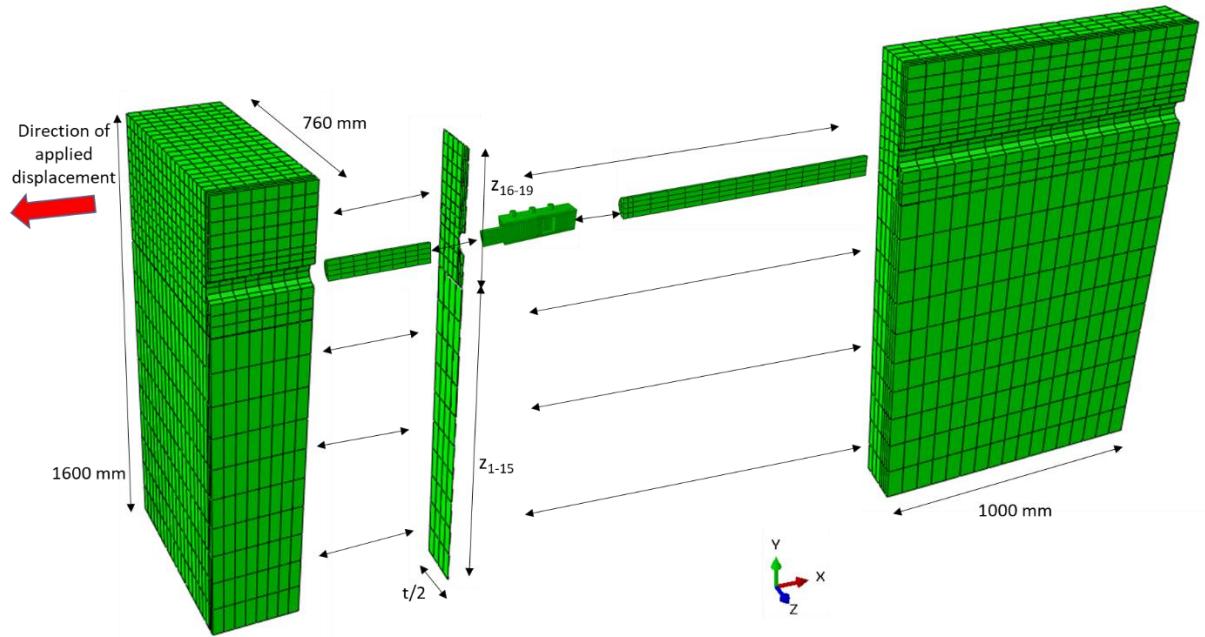 760 mm
Direction of
applied
displacement
z16-19
z1-15
1600 mm
1000 mm
t/2
Y
X
Z